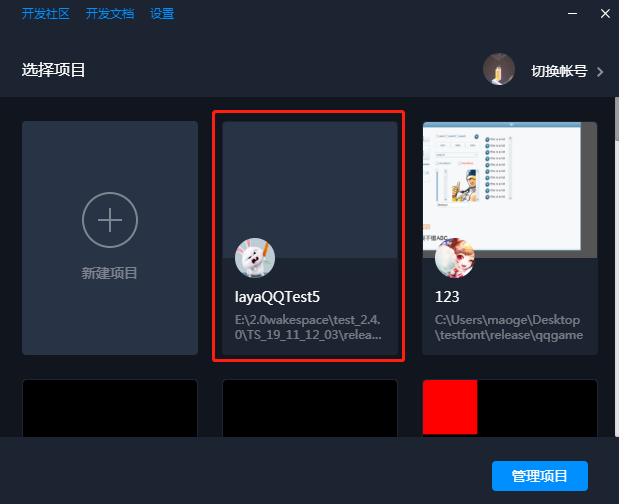 开发社区 开发文档 设置
选择项目
切换帐号
新建项目
layaQQTest5
E:\2.0wakespace\test_2.4.
0\TS_19_11_12_03\relea...
123
C:\Users\maoge\Desktop
\testfont\release\qqgame
管理项目